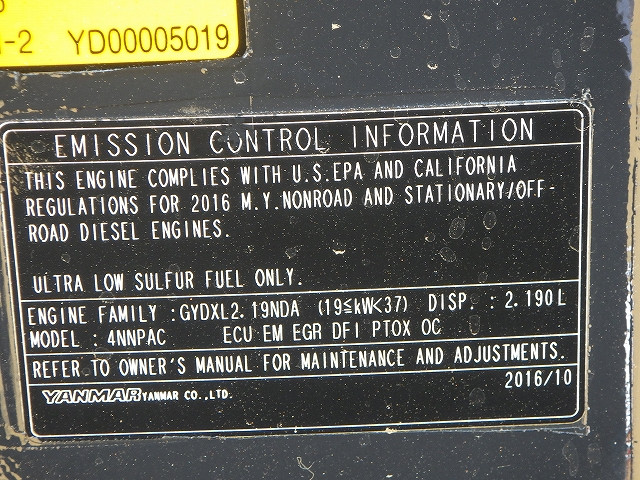 YD00005019
EMISSION CONTROL INFORMATION
THIS ENGINE COMPLIES WITH U.S.EPA AND CALIFORNIA
REGULATIONS FOR 2016 M.Y.NONROAD AND STATIONARY/OFF-
ROAD DIESEL ENGINES.
ULTRA LOW SULFUR FUEL ONLY.
ENGINE FAMILY :GYDXL2.19NDA (19≦kW<37) DISP. : 2.190L
MODEL : 4NNPAC ECU EM EGR DFI PTOX OC
REFER TO OWNER'S MANUAL FOR MAINTENANCE AND ADJUSTMENTS.
2016/10
YANMAR YANMAR CO.,LTD.